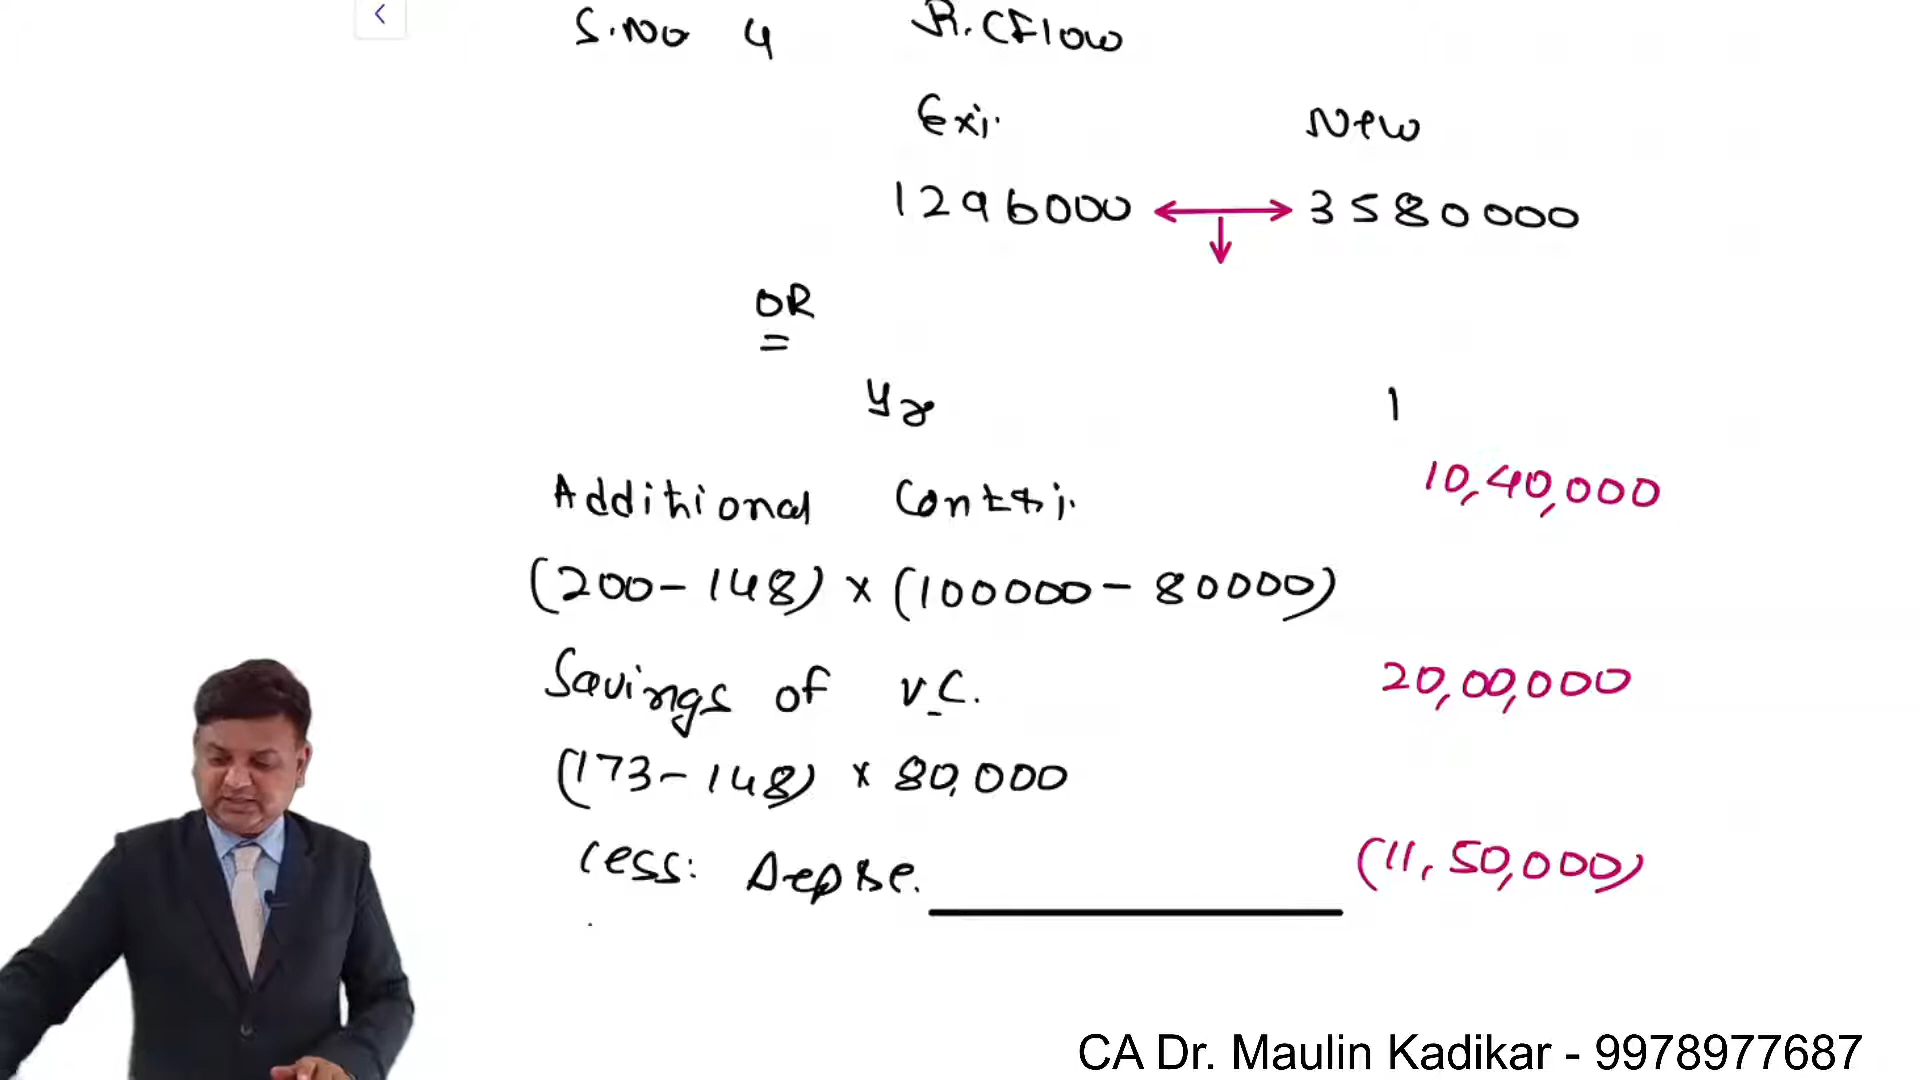 S.No 4 R.CFlow
Exi. New
1296000 3580000
OR
=
Yr 1
Additional Contri. 10,40,000
(200-148) x (100000-80000)
Savings of V.C. 20,00,000
(173-148) x 80,000
Less: Depre. (11,50,000)
CA Dr. Maulin Kadikar - 9978977687